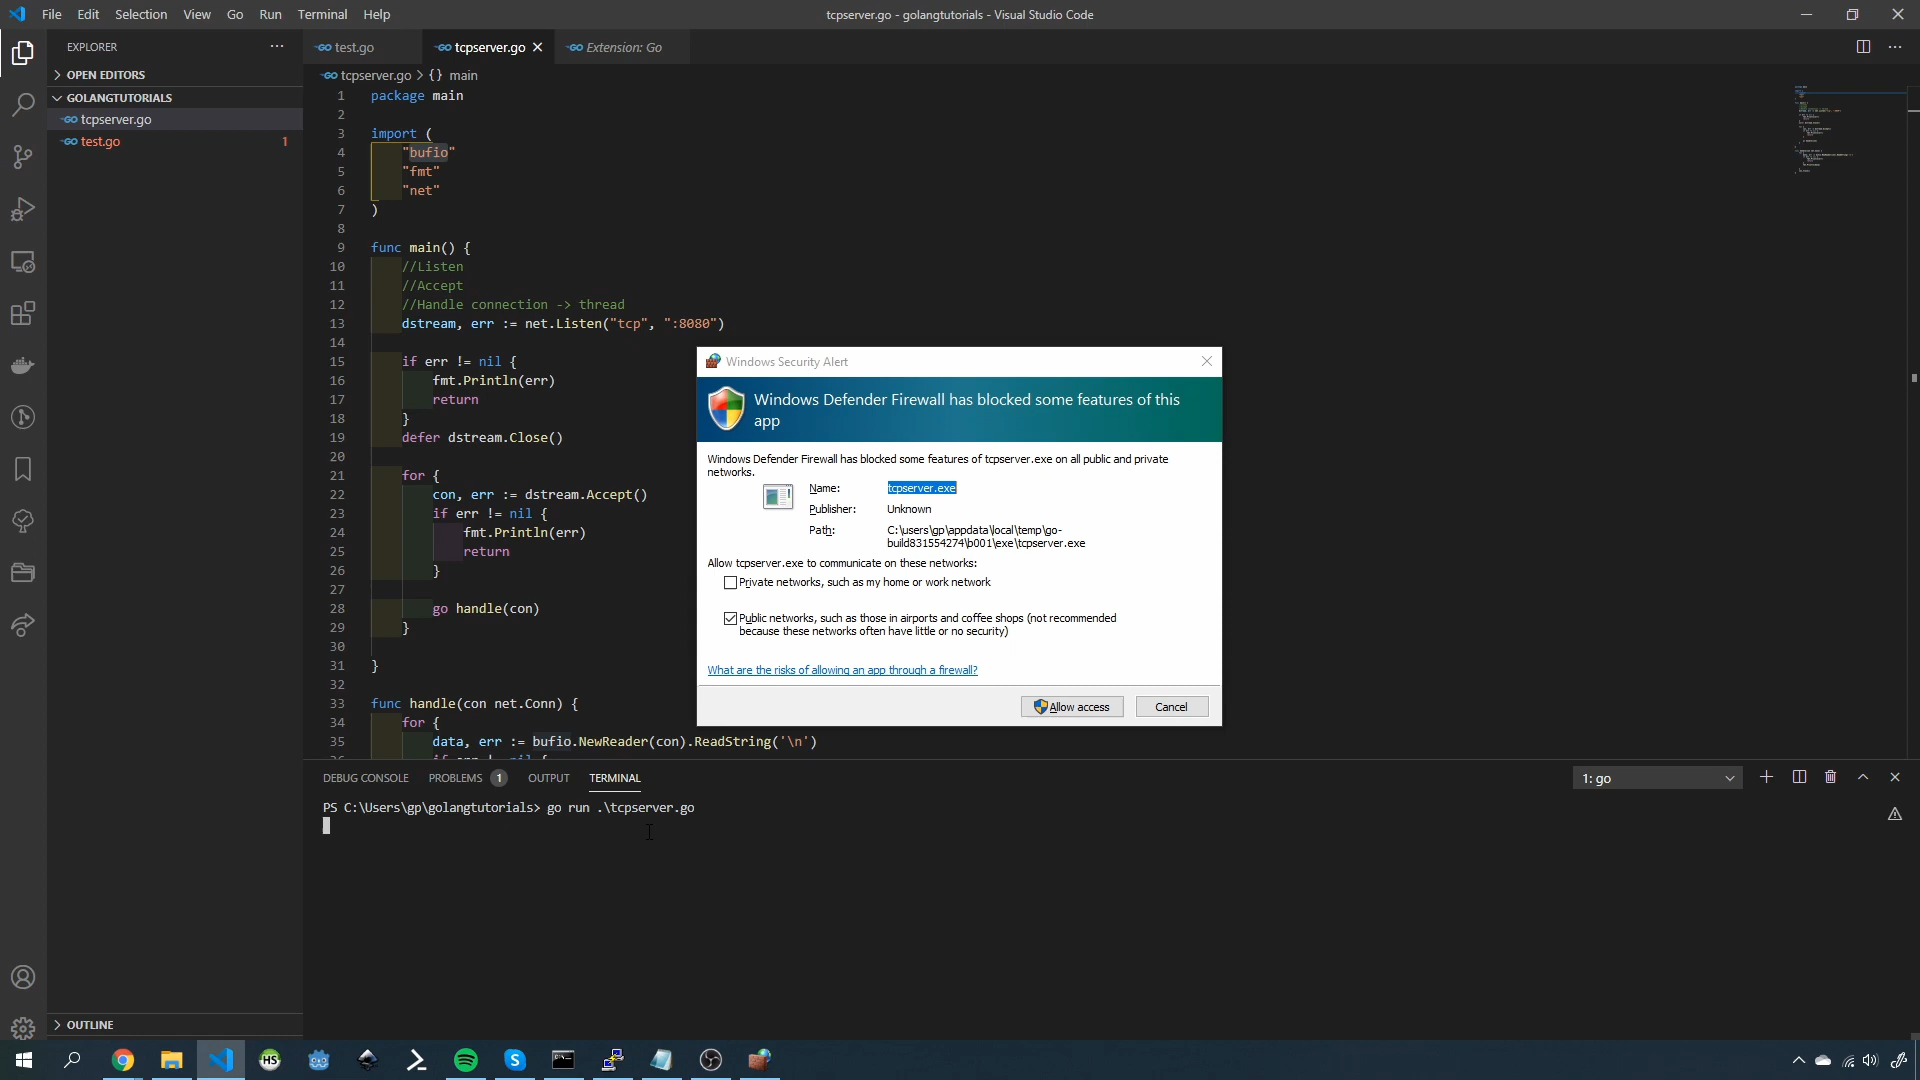 File Edit Selection View Go Run Terminal Help
tcpserver.go - golangtutorials - Visual Studio Code
EXPLORER
OPEN EDITORS
GOLANGTUTORIALS
tcpserver.go
test.go 1
OUTLINE
test.go tcpserver.go Extension: Go
tcpserver.go > {} main
1 package main
2
3 import (
4 "bufio"
5 "fmt"
6 "net"
7 )
8
9 func main() {
10 //Listen
11 //Accept
12 //Handle connection -> thread
13 dstream, err := net.Listen("tcp", ":8080")
14
15 if err != nil {
16 fmt.Println(err)
17 return
18 }
19 defer dstream.Close()
20
21 for {
22 con, err := dstream.Accept()
23 if err != nil {
24 fmt.Println(err)
25 return
26 }
27
28 go handle(con)
29 }
30
31 }
32
33 func handle(con net.Conn) {
34 for {
35 data, err := bufio.NewReader(con).ReadString('\n')
Windows Security Alert
Windows Defender Firewall has blocked some features of this
app
Windows Defender Firewall has blocked some features of tcpserver.exe on all public and private
networks.
Name: tcpserver.exe
Publisher: Unknown
Path: C:\users\gp\appdata\local\temp\go-
build831554274\b001\exe\tcpserver.exe
Allow tcpserver.exe to communicate on these networks:
Private networks, such as my home or work network
Public networks, such as those in airports and coffee shops (not recommended
because these networks often have little or no security)
What are the risks of allowing an app through a firewall?
Allow access Cancel
DEBUG CONSOLE PROBLEMS 1 OUTPUT TERMINAL
1: go
PS C:\Users\gp\golangtutorials> go run .\tcpserver.go
HS